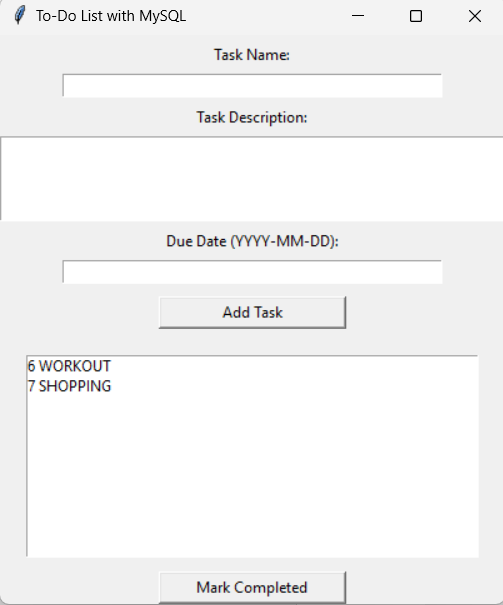 To-Do List with MySQL
Task Name:
Task Description:
Due Date (YYYY-MM-DD):
Add Task
6 WORKOUT
7 SHOPPING
Mark Completed